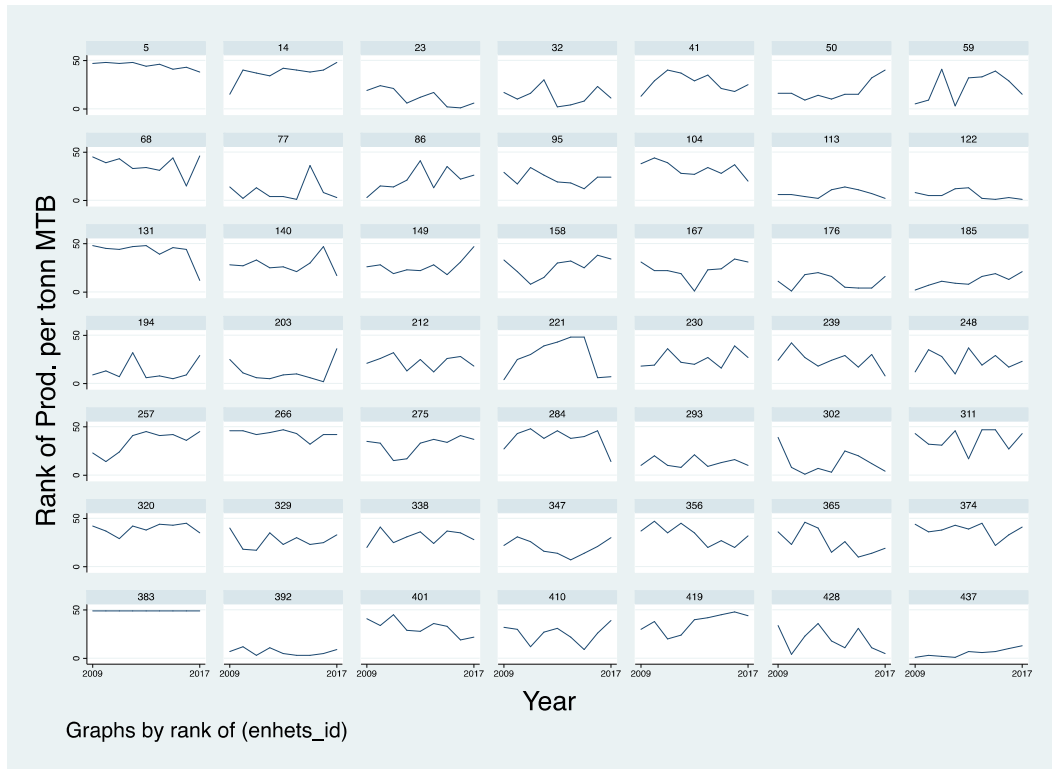 5 14 23 32 41 50 59
50
0
68 77 86 95 104 113 122
50
0
131 140 149 158 167 176 185
50
0
194 203 212 221 230 239 248
50
0
257 266 275 284 293 302 311
50
0
320 329 338 347 356 365 374
50
0
383 392 401 410 419 428 437
50
0
2009 2017 2009 2017 2009 2017 2009 2017 2009 2017 2009 2017 2009 2017
Rank of Prod. per tonn MTB
Year
Graphs by rank of (enhets_id)